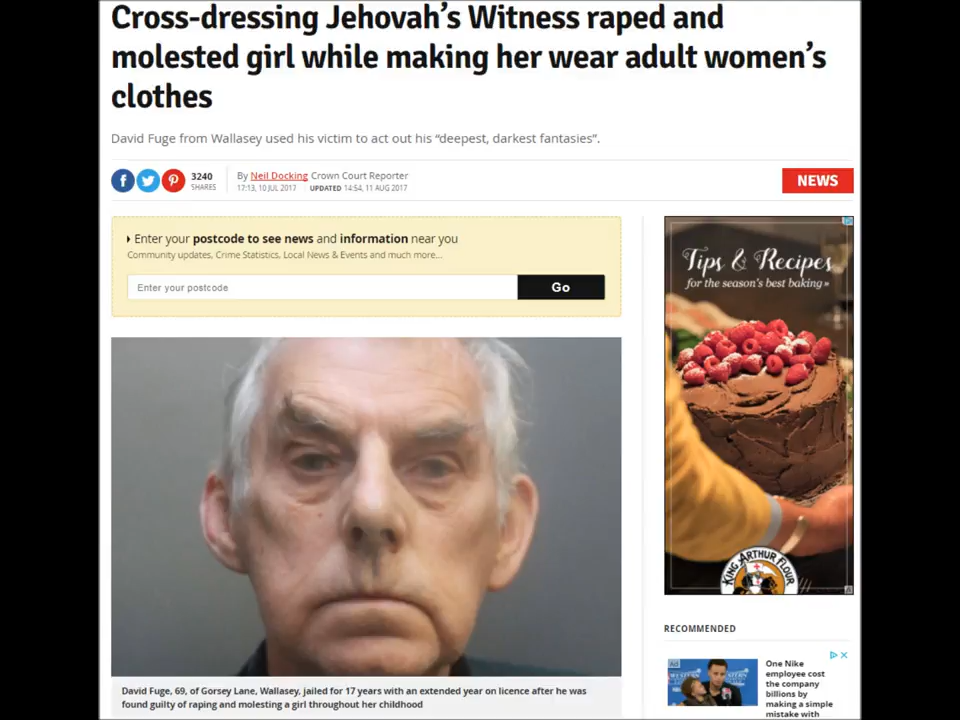 Cross-dressing Jehovah's Witness raped and
molested girl while making her wear adult women's
clothes
David Fuge from Wallasey used his victim to act out his “deepest, darkest fantasies”.
3240
SHARES
By Neil Docking Crown Court Reporter
17:13, 10 JUL 2017 UPDATED 14:54, 11 AUG 2017
NEWS
Enter your postcode to see news and information near you
Community updates, Crime Statistics, Local News & Events and much more...
Enter your postcode
Go
David Fuge, 69, of Gorsey Lane, Wallasey, jailed for 17 years with an extended year on licence after he was
found guilty of raping and molesting a girl throughout her childhood
Tips & Recipes
for the season's best baking»
KING ARTHUR FLOUR
RECOMMENDED
Ad
One Nike
employee cost
the company
billions by
making a simple
mistake with